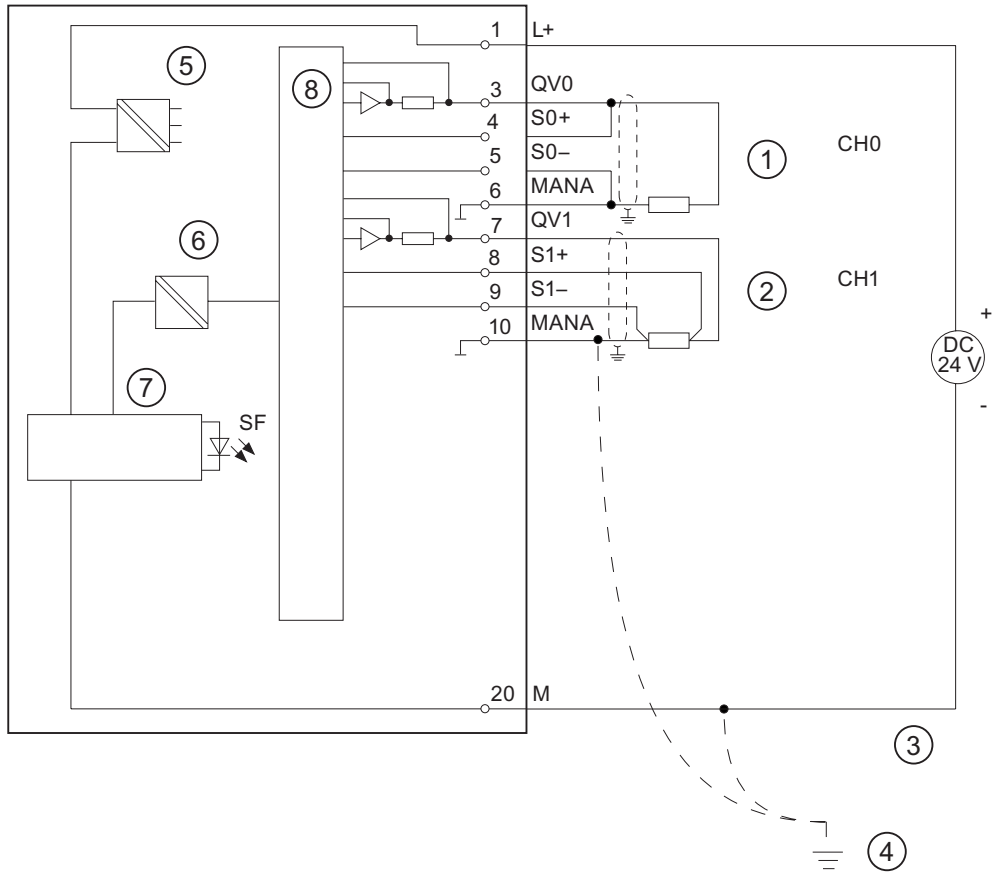 1 L+
5
8
3 QV0
4 S0+
5 S0–
6 MANA
1
CH0
7 QV1
6
8 S1+
9 S1–
2
CH1
10 MANA
+
DC
24 V
-
7
SF
20 M
3
4